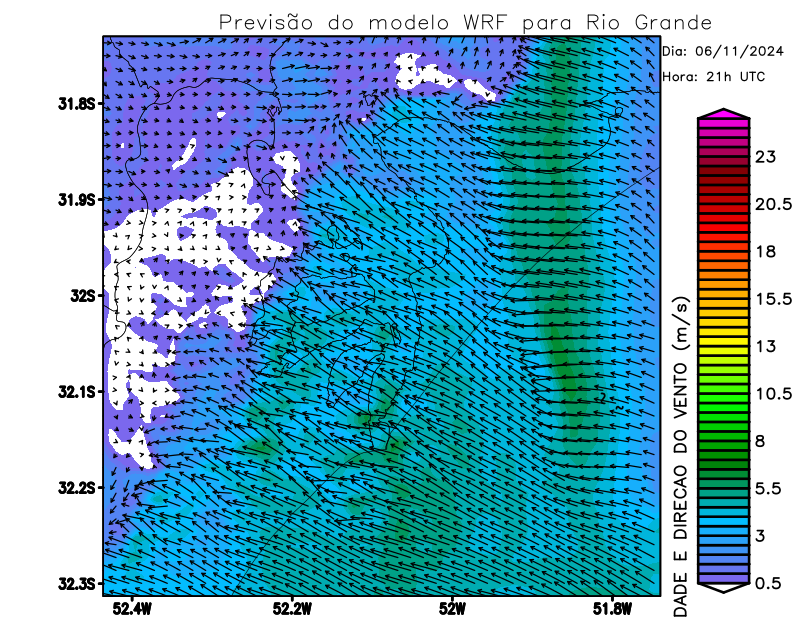 Previsão do modelo WRF para Rio Grande
Dia: 06/11/2024
Hora: 21h UTC
31.8S
31.9S
32S
32.1S
32.2S
32.3S
52.4W
52.2W
52W
51.8W
23
20.5
18
15.5
13
10.5
8
5.5
3
0.5
DADE E DIRECAO DO VENTO (m/s)